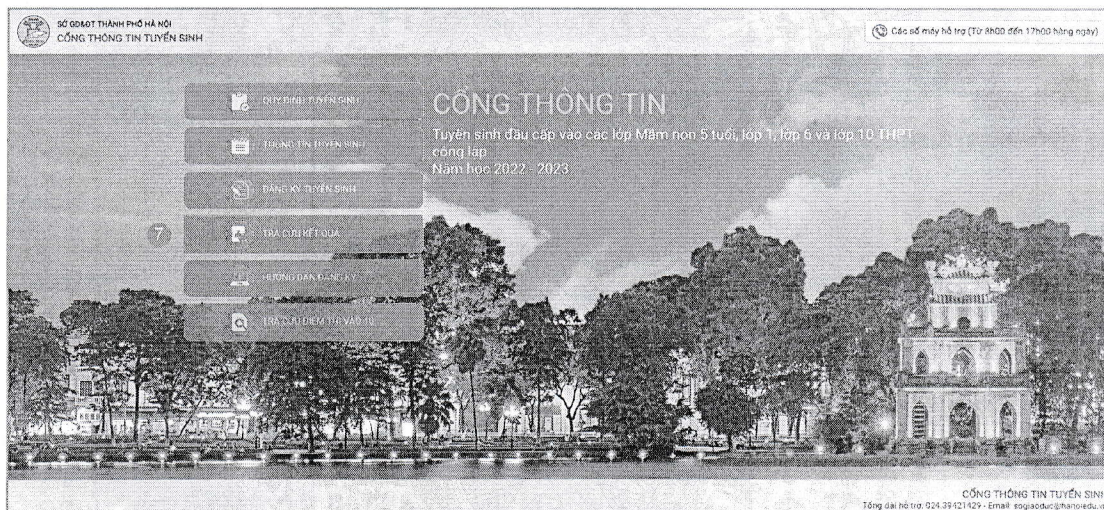 SỞ GD&ĐT THÀNH PHỐ HÀ NỘI
CỔNG THÔNG TIN TUYỂN SINH
Các số máy hỗ trợ (Từ 8h00 đến 17h00 hàng ngày)
QUY ĐỊNH TUYỂN SINH
THÔNG TIN TUYỂN SINH
ĐĂNG KÝ TUYỂN SINH
7
TRA CỨU KẾT QUẢ
HƯỚNG DẪN ĐĂNG KÝ
TRA CỨU ĐIỂM THI VÀO 10
CỔNG THÔNG TIN
Tuyển sinh đầu cấp vào các lớp Mầm non 5 tuổi, lớp 1, lớp 6 và lớp 10 THPT
công lập
Năm học 2022 - 2023
CỔNG THÔNG TIN TUYỂN SINH
Tổng đài hỗ trợ: 024.39421429 - Email: sogiaoduc@hanoiedu.v